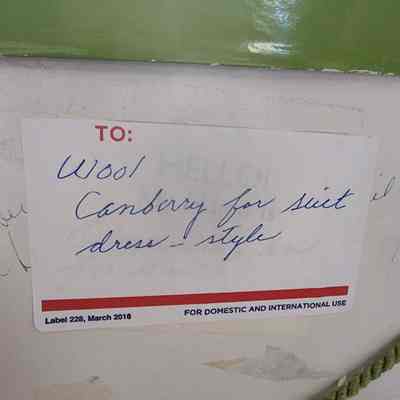 TO:
Wool
Canberry for suit
dress - style
Label 228, March 2018 FOR DOMESTIC AND INTERNATIONAL USE